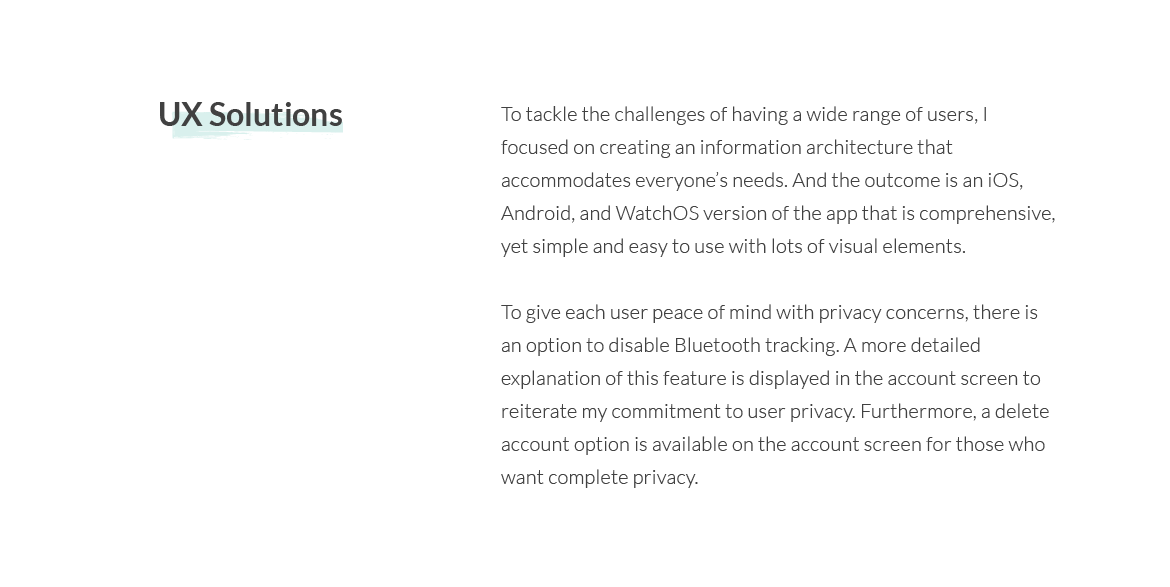 UX Solutions
To tackle the challenges of having a wide range of users, I
focused on creating an information architecture that
accommodates everyone’s needs. And the outcome is an iOS,
Android, and WatchOS version of the app that is comprehensive,
yet simple and easy to use with lots of visual elements.
To give each user peace of mind with privacy concerns, there is
an option to disable Bluetooth tracking. A more detailed
explanation of this feature is displayed in the account screen to
reiterate my commitment to user privacy. Furthermore, a delete
account option is available on the account screen for those who
want complete privacy.